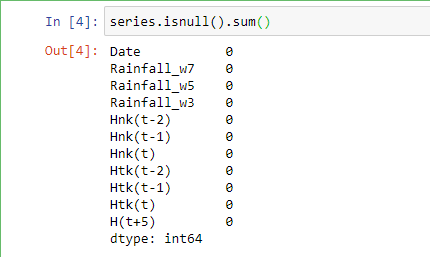 In [4]: series.isnull().sum()
Out[4]: Date 0
Rainfall_w7 0
Rainfall_w5 0
Rainfall_w3 0
Hnk(t-2) 0
Hnk(t-1) 0
Hnk(t) 0
Htk(t-2) 0
Htk(t-1) 0
Htk(t) 0
H(t+5) 0
dtype: int64